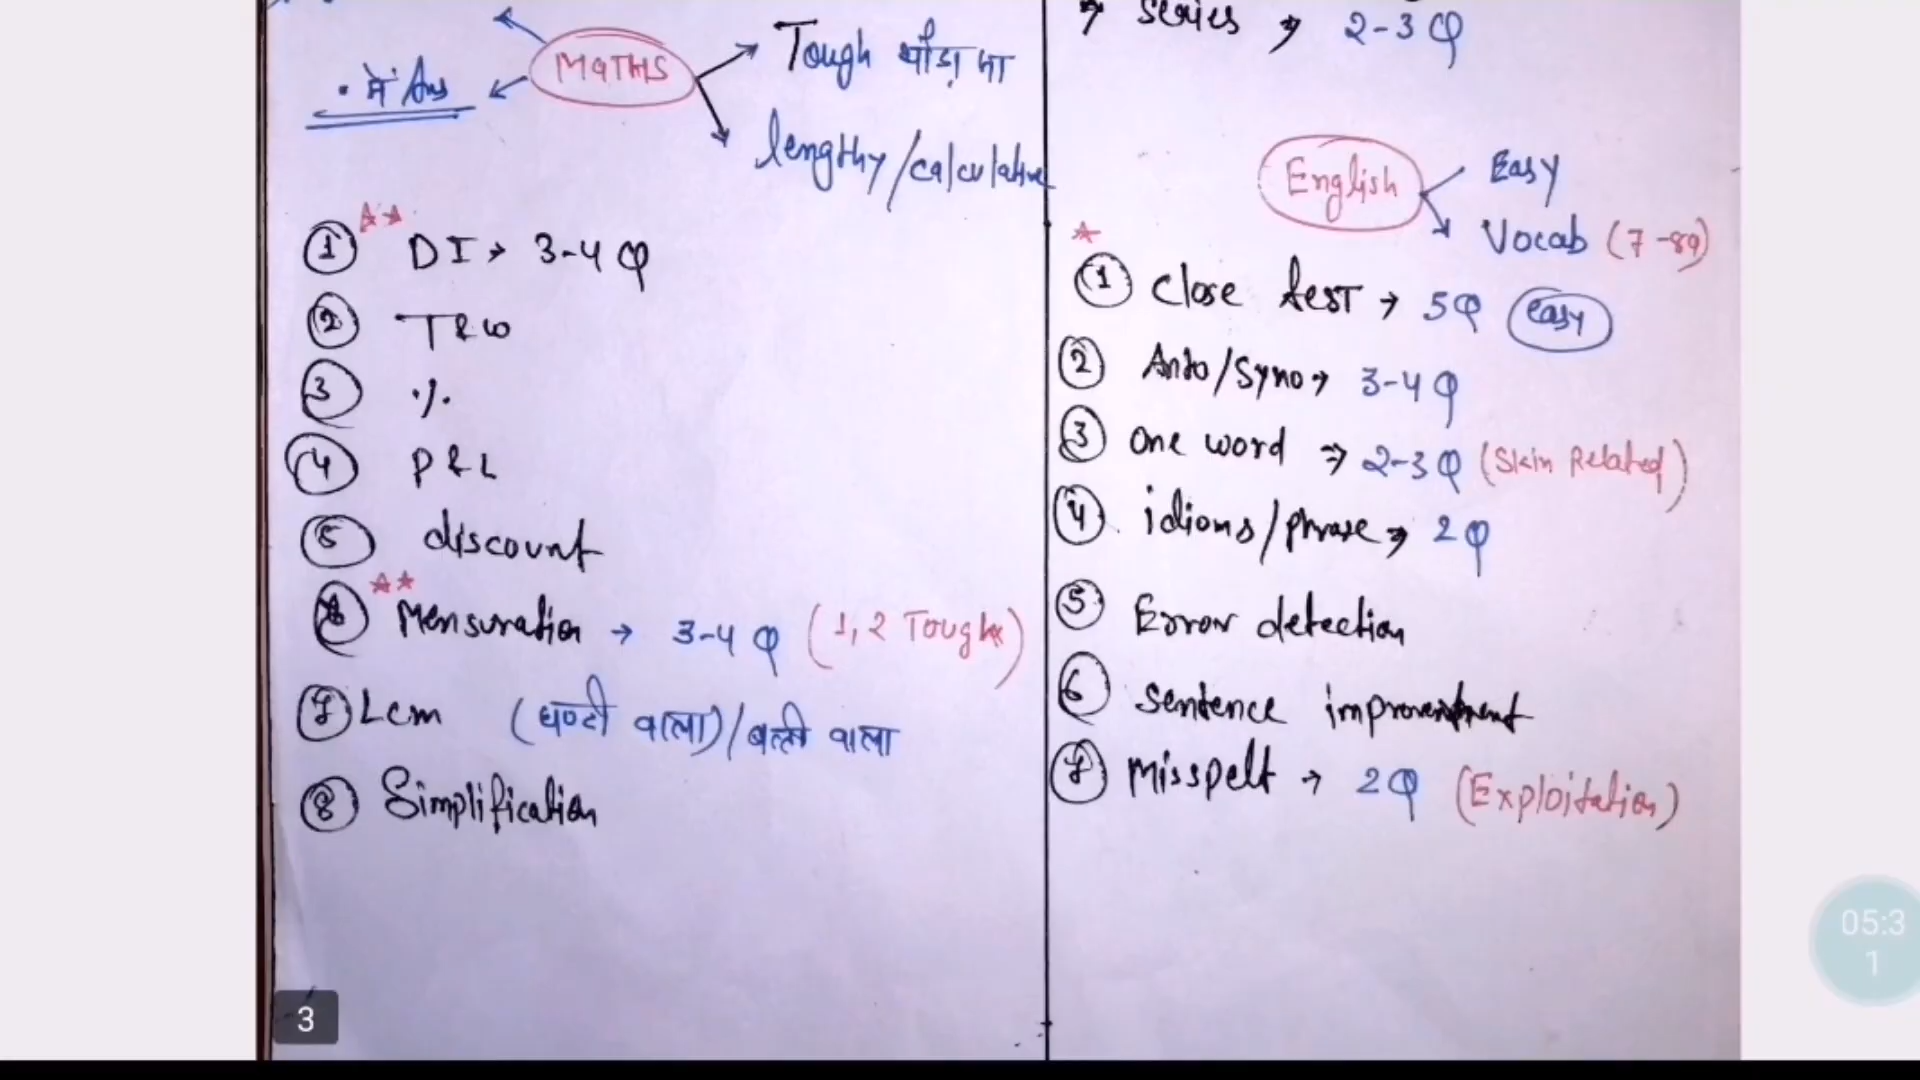 MATHS
• में Ans
Tough थोड़ा सा
lengthy/calculative
① DI → 3-4 Q
② T&W
③ %
④ P&L
⑤ discount
⑥ Mensuration → 3-4 Q (1, 2 Tough)
⑦ Lcm (घण्टी वाला)/बत्ती वाला
⑧ Simplification
→ Series → 2-3 Q
English
Easy
Vocab (7-8Q)
① Close test → 5Q easy
② Anto/Syno → 3-4 Q
③ One word ⇒ 2-3 Q (Skin Related)
④ idioms/phrase → 2 Q
⑤ Error detection
⑥ Sentence improvement
⑦ Misspelt → 2Q (Exploitation)
3
05:3
1